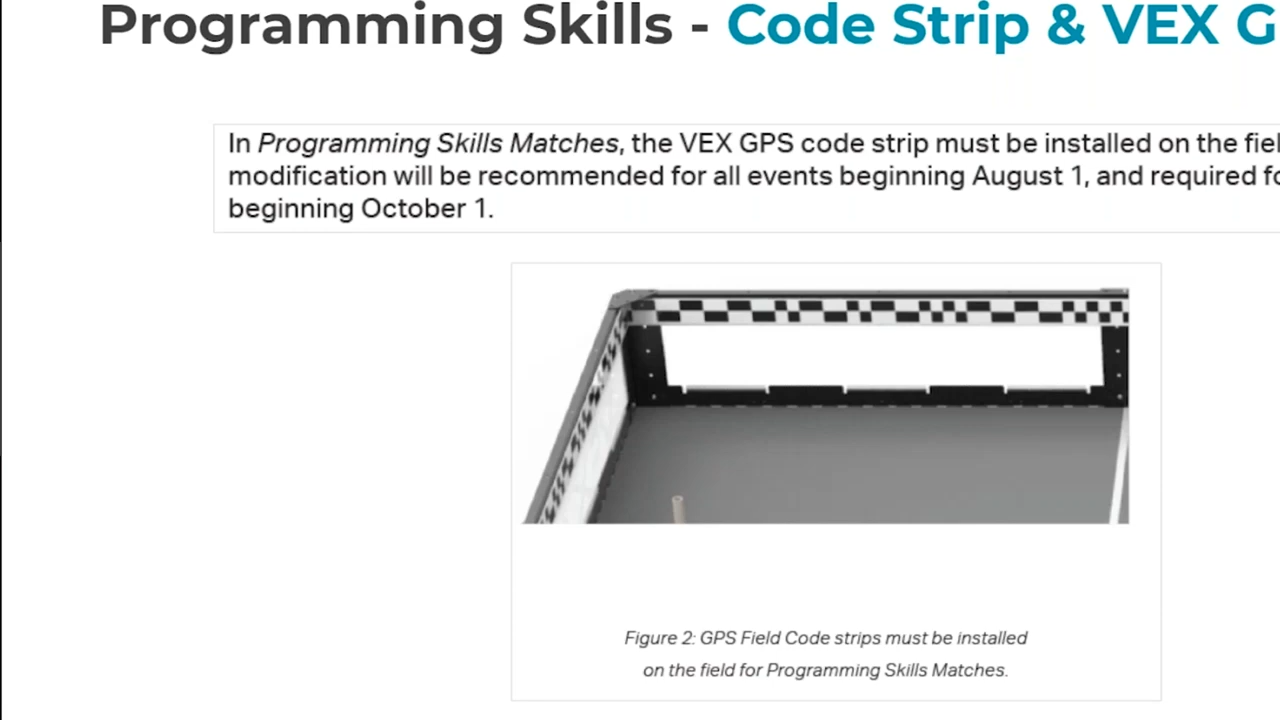 Programming Skills - Code Strip & VEX G
In Programming Skills Matches, the VEX GPS code strip must be installed on the
modification will be recommended for all events beginning August 1, and required
beginning October 1.
Figure 2: GPS Field Code strips must be installed
on the field for Programming Skills Matches.